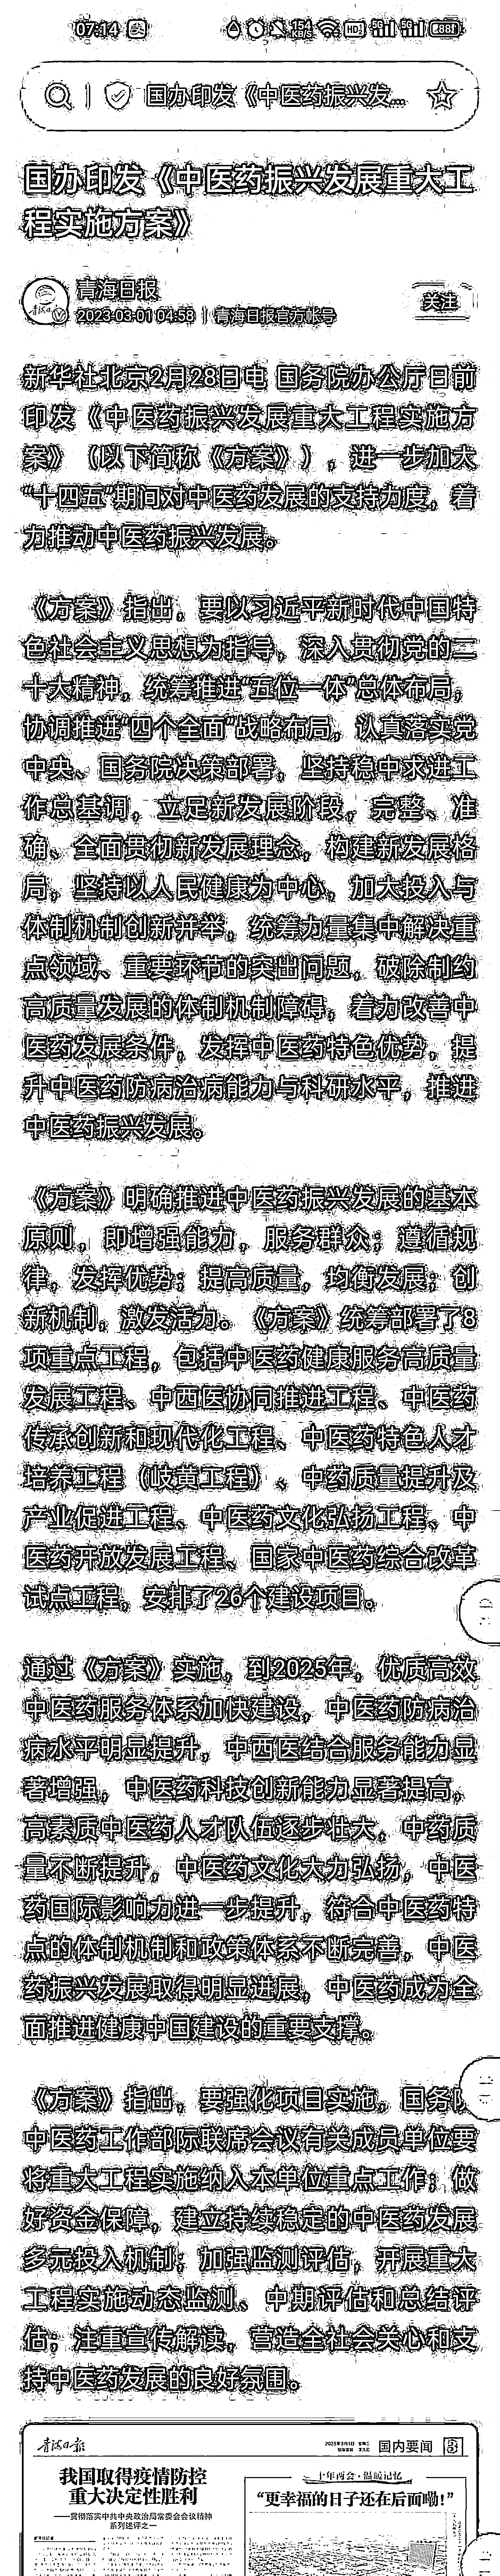 07:14
154 KB/s HD 5G 5G 88
国办印发《中医药振兴发...
国办印发《中医药振兴发展重大工
程实施方案》
青海日报
2023-03-01 04:58 | 青海日报官方帐号
关注
新华社北京2月28日电 国务院办公厅日前
印发《中医药振兴发展重大工程实施方
案》（以下简称《方案》），进一步加大
“十四五”期间对中医药发展的支持力度，着
力推动中医药振兴发展。
《方案》指出，要以习近平新时代中国特
色社会主义思想为指导，深入贯彻党的二
十大精神，统筹推进“五位一体”总体布局，
协调推进“四个全面”战略布局，认真落实党
中央、国务院决策部署，坚持稳中求进工
作总基调，立足新发展阶段，完整、准
确、全面贯彻新发展理念，构建新发展格
局，坚持以人民健康为中心，加大投入与
体制机制创新并举，统筹力量集中解决重
点领域、重要环节的突出问题，破除制约
高质量发展的体制机制障碍，着力改善中
医药发展条件，发挥中医药特色优势，提
升中医药防病治病能力与科研水平，推进
中医药振兴发展。
《方案》明确推进中医药振兴发展的基本
原则，即增强能力，服务群众；遵循规
律，发挥优势；提高质量，均衡发展；创
新机制，激发活力。《方案》统筹部署了8
项重点工程，包括中医药健康服务高质量
发展工程、中西医协同推进工程、中医药
传承创新和现代化工程、中医药特色人才
培养工程（岐黄工程）、中药质量提升及
产业促进工程、中医药文化弘扬工程、中
医药开放发展工程、国家中医药综合改革
试点工程，安排了26个建设项目。
通过《方案》实施，到2025年，优质高效
中医药服务体系加快建设，中医药防病治
病水平明显提升，中西医结合服务能力显
著增强，中医药科技创新能力显著提高，
高素质中医药人才队伍逐步壮大，中药质
量不断提升，中医药文化大力弘扬，中医
药国际影响力进一步提升，符合中医药特
点的体制机制和政策体系不断完善，中医
药振兴发展取得明显进展，中医药成为全
面推进健康中国建设的重要支撑。
《方案》指出，要强化项目实施，国务
中医药工作部际联席会议有关成员单位要
将重大工程实施纳入本单位重点工作；做
好资金保障，建立持续稳定的中医药发展
多元投入机制；加强监测评估，开展重大
工程实施动态监测、中期评估和总结评
估；注重宣传解读，营造全社会关心和支
持中医药发展的良好氛围。
青海日报
国内要闻
我国取得疫情防控
重大决定性胜利
——贯彻落实中共中央政治局常委会会议精神
系列述评之一
十年两会·温暖记忆
“更幸福的日子还在后面嘞！”